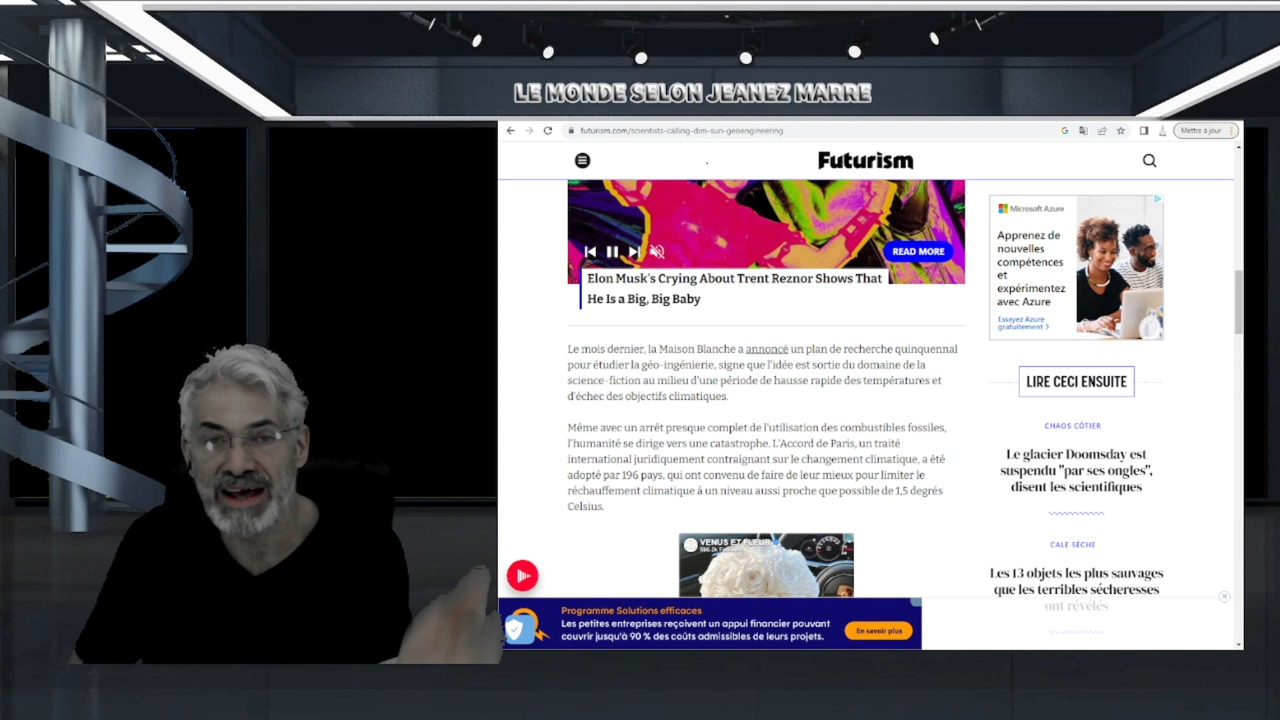 LE MONDE SELON JEANEZ MARRE
futurism.com/scientists-calling-dim-sun-geoengineering
Mettre à jour
Futurism
READ MORE
Elon Musk's Crying About Trent Reznor Shows That
He Is a Big, Big Baby
Le mois dernier, la Maison Blanche a annoncé un plan de recherche quinquennal
pour étudier la géo-ingénierie, signe que l'idée est sortie du domaine de la
science-fiction au milieu d'une période de hausse rapide des températures et
d'échec des objectifs climatiques.
Même avec un arrêt presque complet de l'utilisation des combustibles fossiles,
l'humanité se dirige vers une catastrophe. L'Accord de Paris, un traité
international juridiquement contraignant sur le changement climatique, a été
adopté par 196 pays, qui ont convenu de faire de leur mieux pour limiter le
réchauffement climatique à un niveau aussi proche que possible de 1,5 degrés
Celsius.
VENUS ET FLEUR
Microsoft Azure
Apprenez de
nouvelles
compétences
et
expérimentez
avec Azure
Essayez Azure
gratuitement >
LIRE CECI ENSUITE
CHAOS CÔTIER
Le glacier Doomsday est
suspendu "par ses ongles",
disent les scientifiques
CALE SÈCHE
Les 13 objets les plus sauvages
que les terribles sécheresses
ont révélés
Programme Solutions efficaces
Les petites entreprises reçoivent un appui financier pouvant
couvrir jusqu'à 90 % des coûts admissibles de leurs projets.
En savoir plus